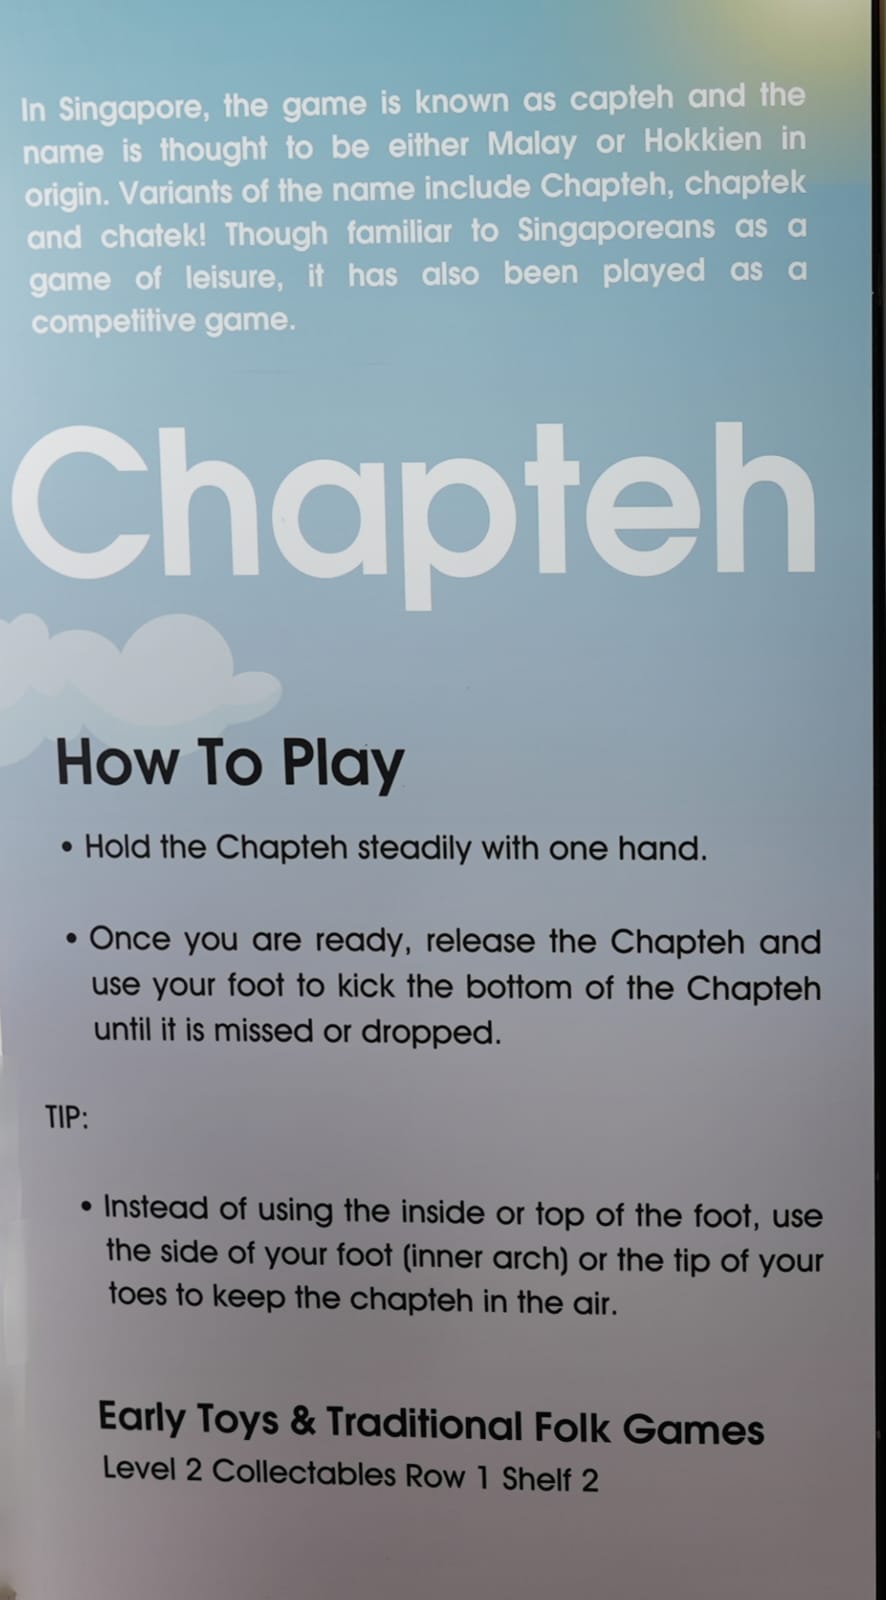 In Singapore, the game is known as capteh and the
name is thought to be either Malay or Hokkien in
origin. Variants of the name include Chapteh, chaptek
and chatek! Though familiar to Singaporeans as a
game of leisure, it has also been played as a
competitive game.
Chapteh
How To Play
• Hold the Chapteh steadily with one hand.
• Once you are ready, release the Chapteh and
use your foot to kick the bottom of the Chapteh
until it is missed or dropped.
TIP:
• Instead of using the inside or top of the foot, use
the side of your foot (inner arch) or the tip of your
toes to keep the chapteh in the air.
Early Toys & Traditional Folk Games
Level 2 Collectables Row 1 Shelf 2